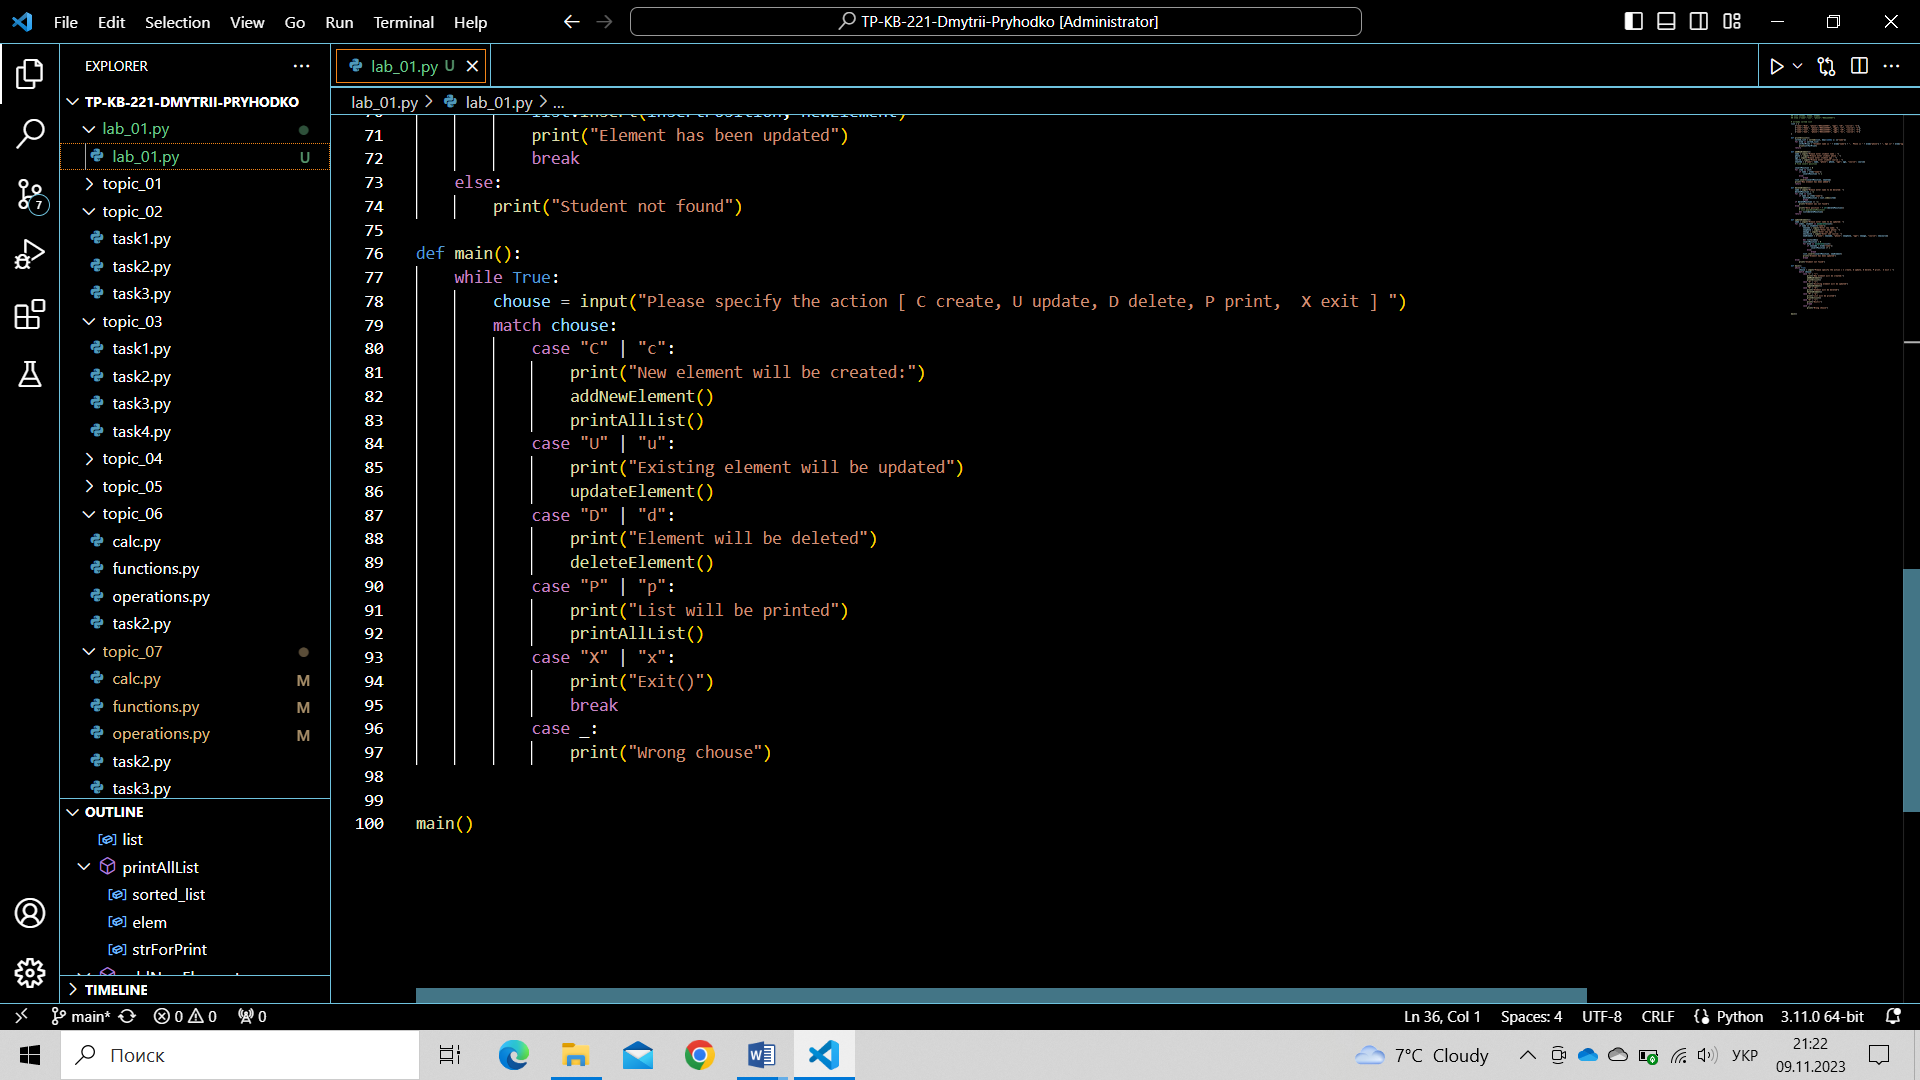 File Edit Selection View Go Run Terminal Help
TP-KB-221-Dmytrii-Pryhodko [Administrator]
EXPLORER
TP-KB-221-DMYTRII-PRYHODKO
lab_01.py
lab_01.py U
topic_01
topic_02
task1.py
task2.py
task3.py
topic_03
task1.py
task2.py
task3.py
task4.py
topic_04
topic_05
topic_06
calc.py
functions.py
operations.py
task2.py
topic_07
calc.py M
functions.py M
operations.py M
task2.py
task3.py
OUTLINE
list
printAllList
sorted_list
elem
strForPrint
TIMELINE
7
lab_01.py U
lab_01.py > lab_01.py > ...
71 print("Element has been updated")
72 break
73 else:
74 print("Student not found")
75
76 def main():
77 while True:
78 chouse = input("Please specify the action [ C create, U update, D delete, P print,  X exit ] ")
79 match chouse:
80 case "C" | "c":
81 print("New element will be created:")
82 addNewElement()
83 printAllList()
84 case "U" | "u":
85 print("Existing element will be updated")
86 updateElement()
87 case "D" | "d":
88 print("Element will be deleted")
89 deleteElement()
90 case "P" | "p":
91 print("List will be printed")
92 printAllList()
93 case "X" | "x":
94 print("Exit()")
95 break
96 case _:
97 print("Wrong chouse")
98
99
100 main()
main* 0 0 0
Ln 36, Col 1 Spaces: 4 UTF-8 CRLF Python 3.11.0 64-bit
Поиск
7°C Cloudy
УКР
21:22
09.11.2023